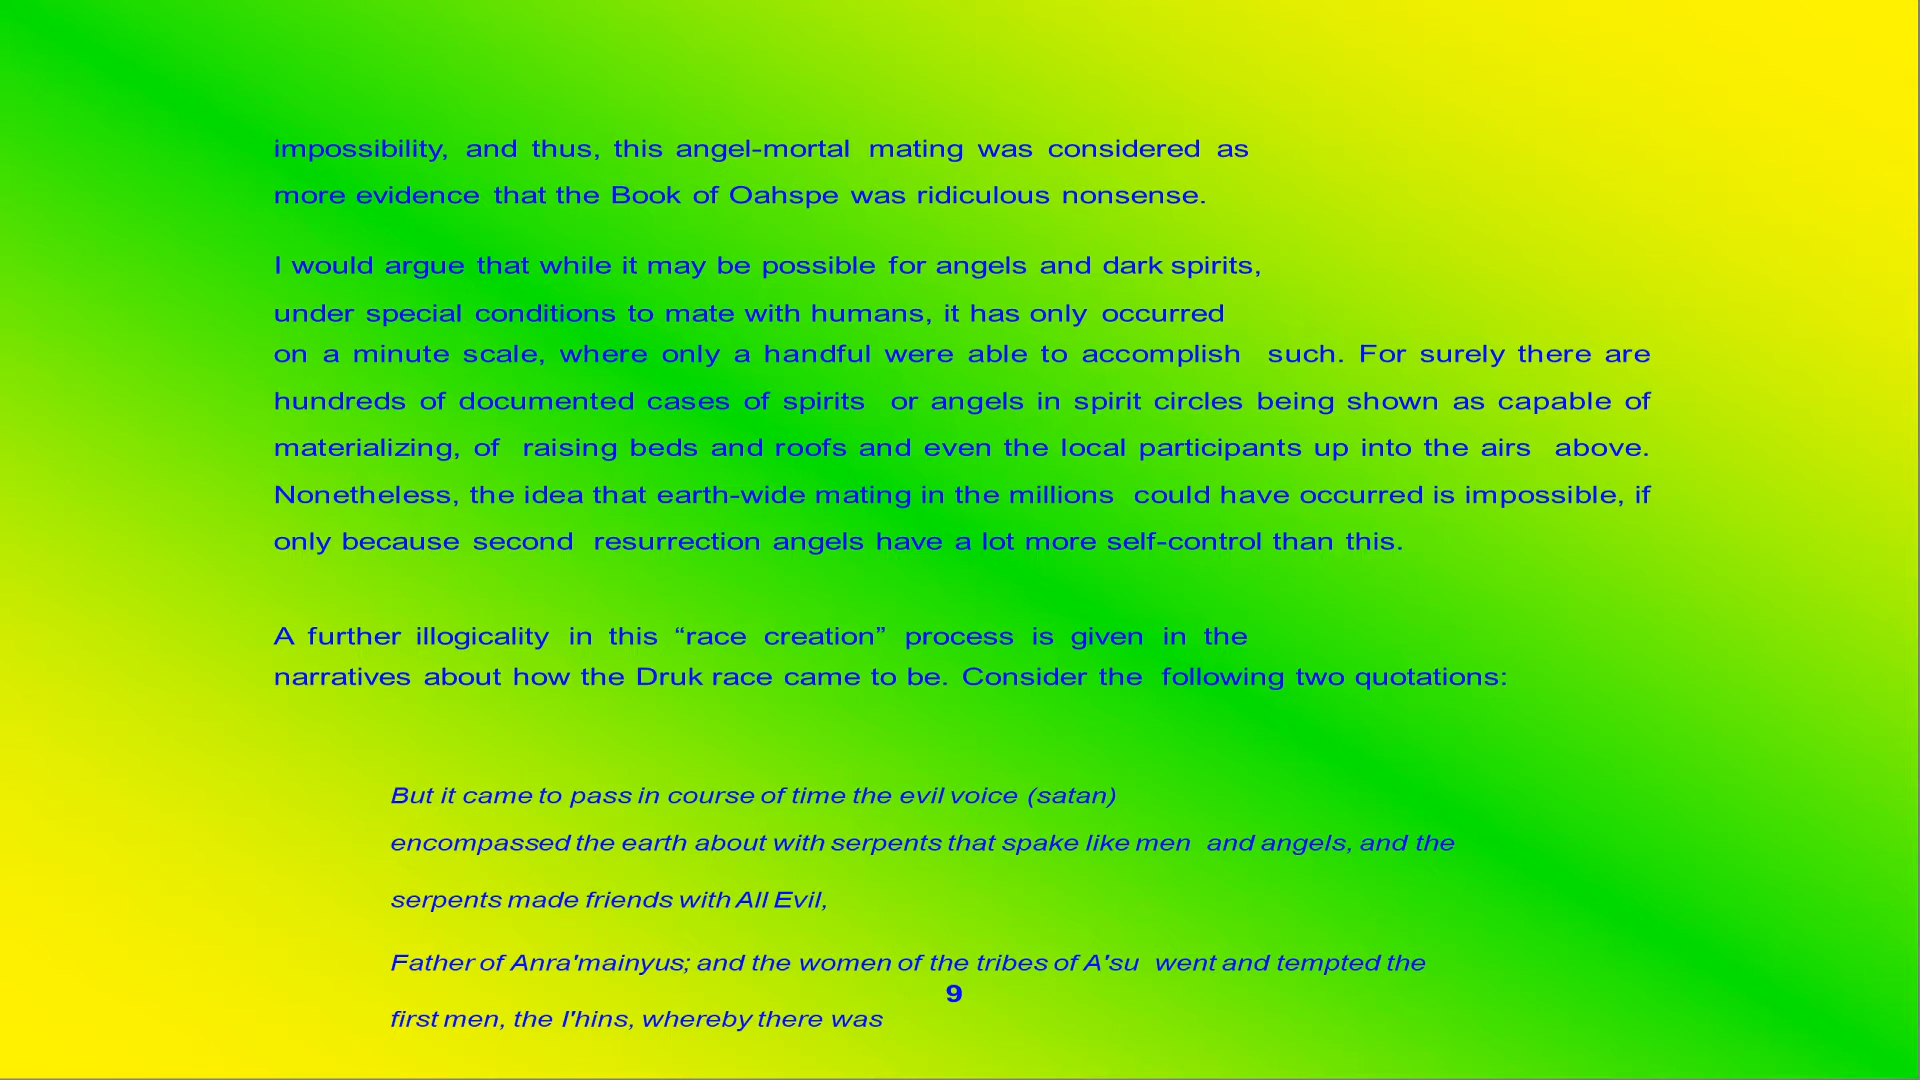 impossibility, and thus, this angel-mortal mating was considered as
more evidence that the Book of Oahspe was ridiculous nonsense.
I would argue that while it may be possible for angels and dark spirits,
under special conditions to mate with humans, it has only occurred
on a minute scale, where only a handful were able to accomplish such. For surely there are
hundreds of documented cases of spirits or angels in spirit circles being shown as capable of
materializing, of raising beds and roofs and even the local participants up into the airs above.
Nonetheless, the idea that earth-wide mating in the millions could have occurred is impossible, if
only because second resurrection angels have a lot more self-control than this.
A further illogicality in this “race creation” process is given in the
narratives about how the Druk race came to be. Consider the following two quotations:
But it came to pass in course of time the evil voice (satan)
encompassed the earth about with serpents that spake like men and angels, and the
serpents made friends with All Evil,
Father of Anra'mainyus; and the women of the tribes of A'su went and tempted the
9
first men, the I'hins, whereby there was